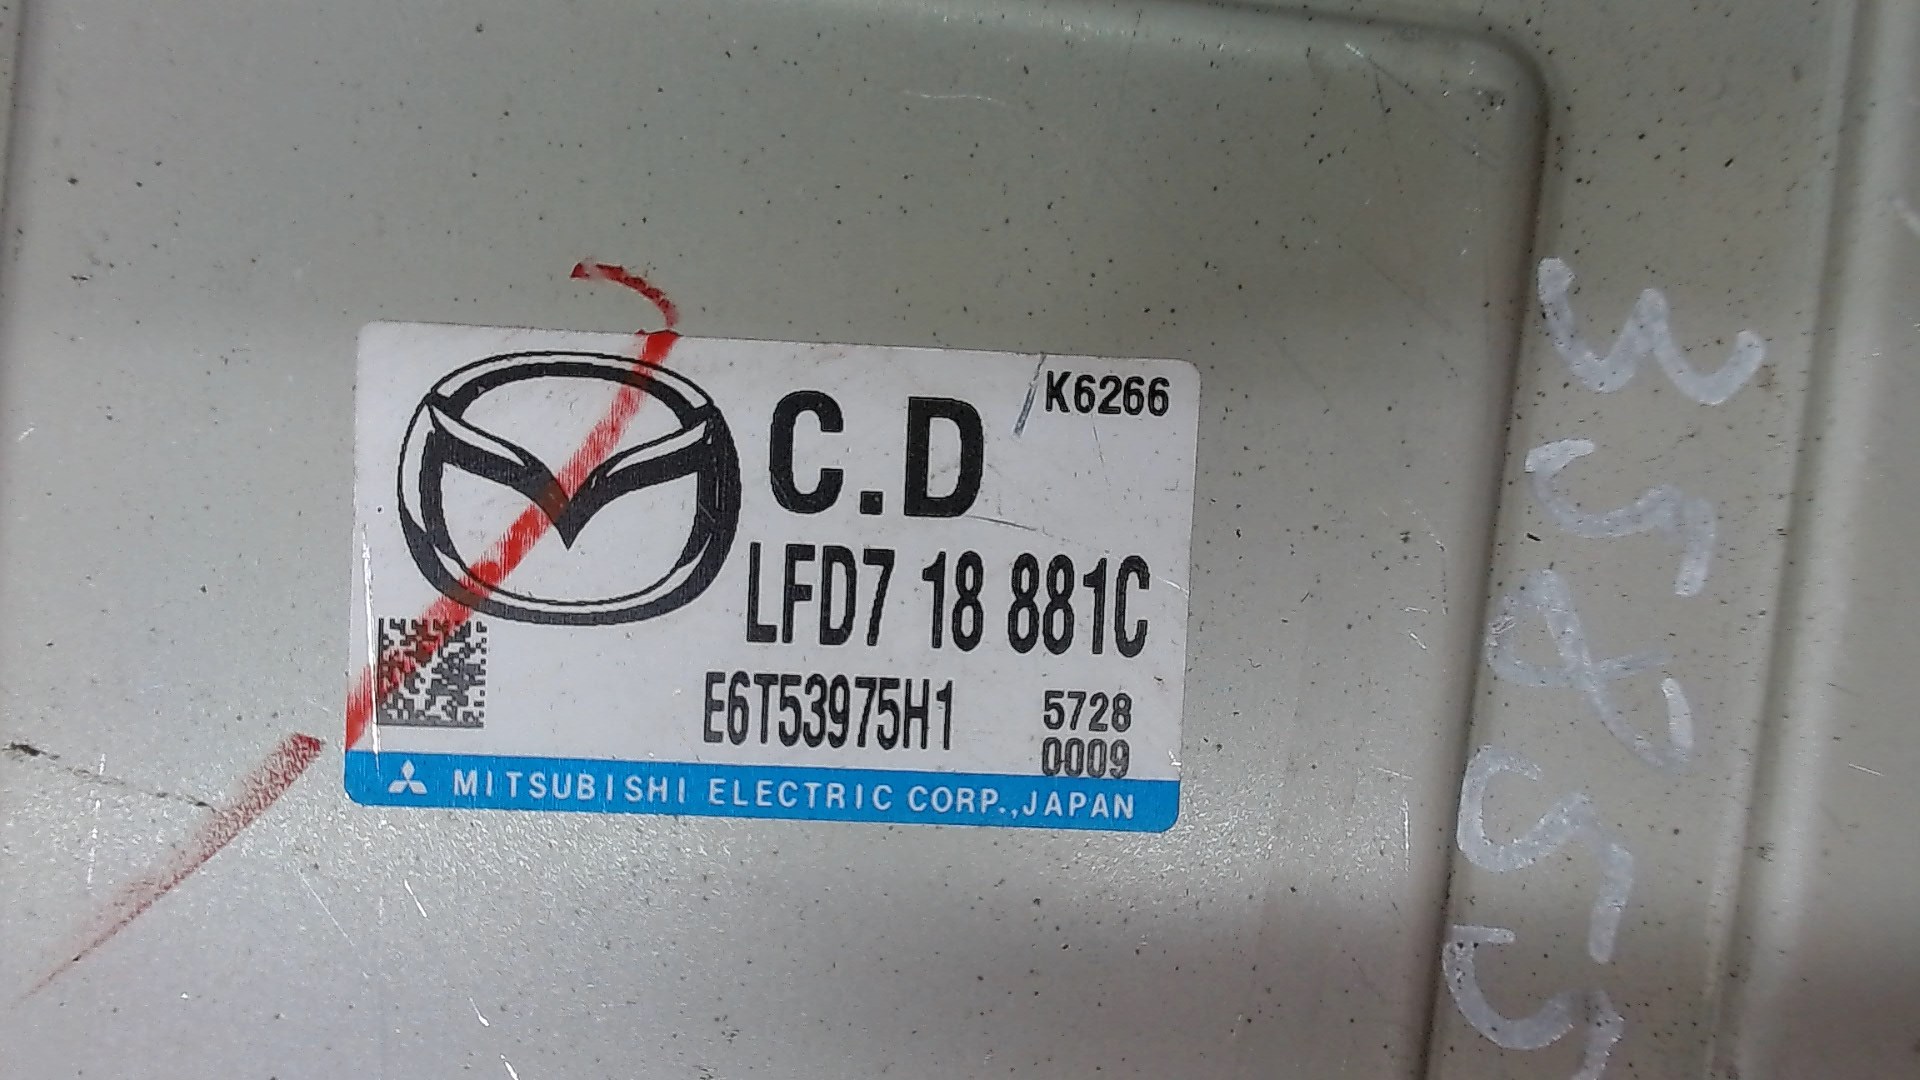 K6266
C.D
LFD7 18 881C
E6T53975H1
5728
0009
MITSUBISHI ELECTRIC CORP.,JAPAN